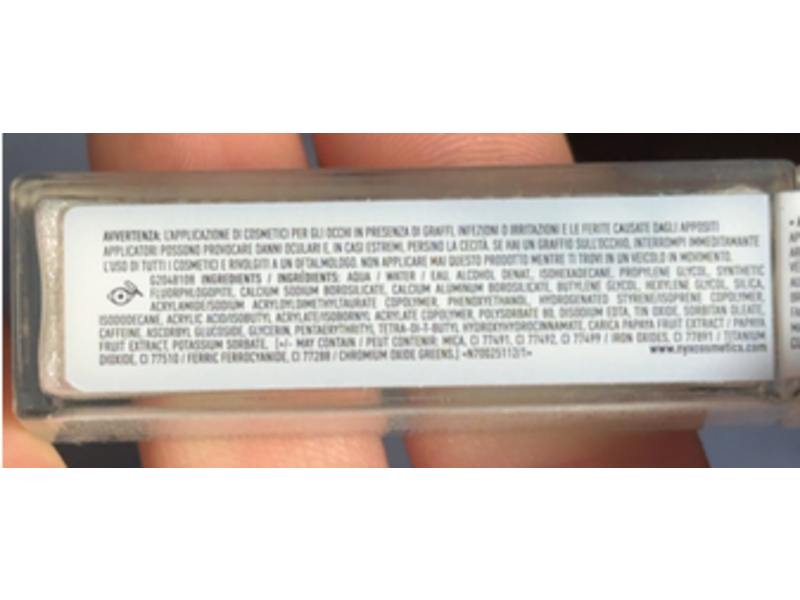 AVVERTENZA: L'APPLICAZIONE DI COSMETICI PER GLI OCCHI IN PRESENZA DI GRAFFI, INFEZIONI O IRRITAZIONI E LE FERITE CAUSATE DAGLI APPOSITI
APPLICATORI POSSONO PROVOCARE DANNI OCULARI E, IN CASI ESTREMI, PERSINO LA CECITÀ. SE HAI UN GRAFFIO SULL'OCCHIO, INTERROMPI IMMEDITAMANTE
L'USO DI TUTTI I COSMETICI E RIVOLGITI A UN OFTALMOLOGO. NON APPLICARE MAI QUESTO PRODOTTO MENTRE TI TROVI IN UN VEICOLO IN MOVIMENTO.
G2048108 INGREDIENTS / INGRÉDIENTS: AQUA / WATER / EAU, ALCOHOL DENAT., ISOHEXADECANE, PROPYLENE GLYCOL, SYNTHETIC
FLUORPHLOGOPITE, CALCIUM SODIUM BOROSILICATE, CALCIUM ALUMINUM BOROSILICATE, BUTYLENE GLYCOL, HEXYLENE GLYCOL, SILICA,
ACRYLAMIDE/SODIUM ACRYLOYLDIMETHYLTAURATE COPOLYMER, PHENOXYETHANOL, HYDROGENATED STYRENE/ISOPRENE COPOLYMER,
ISODODECANE, ACRYLIC ACID/ISOBUTYL ACRYLATE/ISOBORNYL ACRYLATE COPOLYMER, POLYSORBATE 80, DISODIUM EDTA, TIN OXIDE, SORBITAN OLEATE,
CAFFEINE, ASCORBYL GLUCOSIDE, GLYCERIN, PENTAERYTHRITYL TETRA-DI-T-BUTYL HYDROXYHYDROCINNAMATE, CARICA PAPAYA FRUIT EXTRACT / PAPAYA
FRUIT EXTRACT, POTASSIUM SORBATE, [+/- MAY CONTAIN / PEUT CONTENIR: MICA, CI 77491, CI 77492, CI 77499 / IRON OXIDES, CI 77891 / TITANIUM
DIOXIDE, CI 77510 / FERRIC FERROCYANIDE, CI 77288 / CHROMIUM OXIDE GREENS.] <N70025112/1> www.nyxcosmetics.com